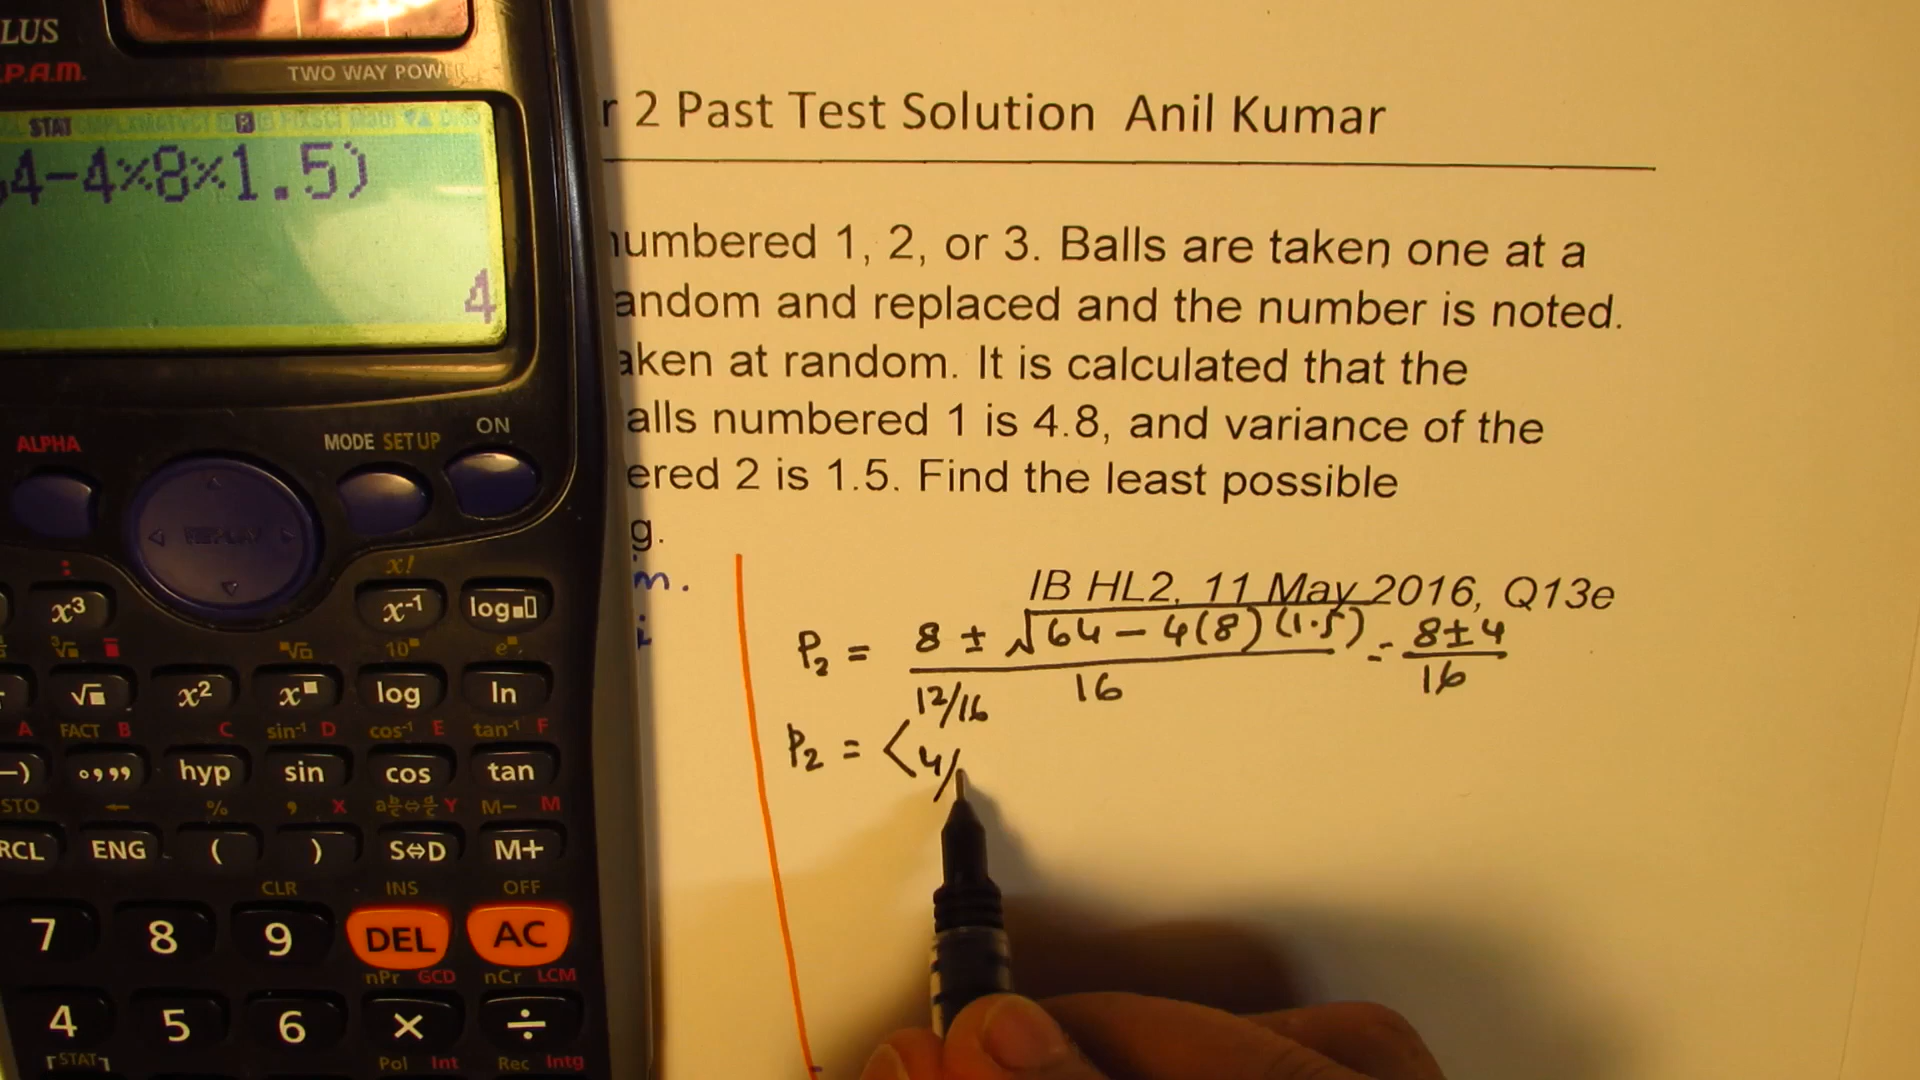 LUS
P.A.M.
TWO WAY POWER
STAT
4-4×8×1.5)
4
r 2 Past Test Solution Anil Kumar
numbered 1, 2, or 3. Balls are taken one at a
andom and replaced and the number is noted.
aken at random. It is calculated that the
alls numbered 1 is 4.8, and variance of the
ered 2 is 1.5. Find the least possible
g.
m.
IB HL2, 11 May 2016, Q13e
P₂ = 8 ± √64 - 4(8)(1.5) / 16 = 8±4 / 16
P₂ = < 12/16
4/
ON
ALPHA MODE SETUP
REPLAY
: x!
x³ x⁻¹ log
10 e
√ x² x log ln
A FACT B C sin⁻¹ D cos⁻¹ E tan⁻¹ F
—) hyp sin cos tan
STO ← % , X a b/c⇔d/c Y M− M
RCL ENG ( ) S⇔D M+
CLR INS OFF
7 8 9 DEL AC
nPr GCD nCr LCM
4 5 6 × ÷
STAT Pol Int Rec Intg